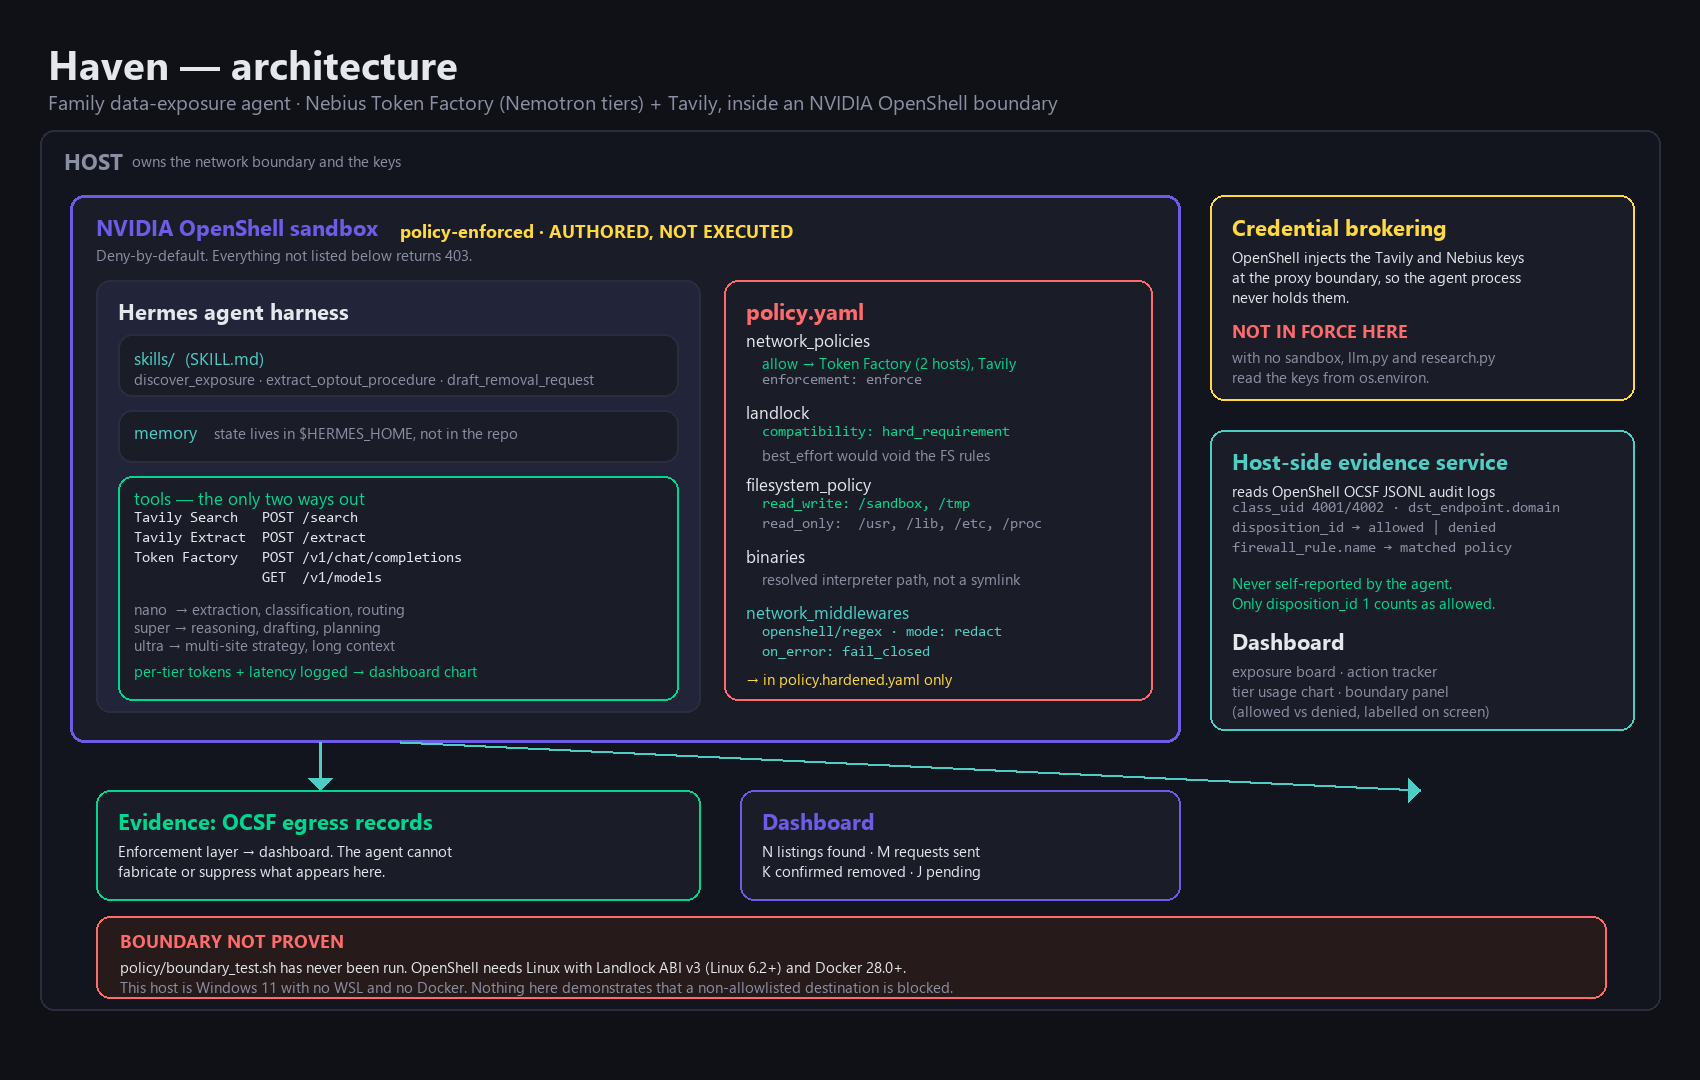 Haven — architecture
Family data-exposure agent · Nebius Token Factory (Nemotron tiers) + Tavily, inside an NVIDIA OpenShell boundary
HOST owns the network boundary and the keys
NVIDIA OpenShell sandbox policy-enforced · AUTHORED, NOT EXECUTED
Deny-by-default. Everything not listed below returns 403.
Hermes agent harness
skills/ (SKILL.md)
discover_exposure · extract_optout_procedure · draft_removal_request
memory state lives in $HERMES_HOME, not in the repo
tools — the only two ways out
Tavily Search POST /search
Tavily Extract POST /extract
Token Factory POST /v1/chat/completions
GET /v1/models
nano → extraction, classification, routing
super → reasoning, drafting, planning
ultra → multi-site strategy, long context
per-tier tokens + latency logged → dashboard chart
policy.yaml
network_policies
allow → Token Factory (2 hosts), Tavily
enforcement: enforce
landlock
compatibility: hard_requirement
best_effort would void the FS rules
filesystem_policy
read_write: /sandbox, /tmp
read_only: /usr, /lib, /etc, /proc
binaries
resolved interpreter path, not a symlink
network_middlewares
openshell/regex · mode: redact
on_error: fail_closed
→ in policy.hardened.yaml only
Credential brokering
OpenShell injects the Tavily and Nebius keys
at the proxy boundary, so the agent process
never holds them.
NOT IN FORCE HERE
with no sandbox, llm.py and research.py
read the keys from os.environ.
Host-side evidence service
reads OpenShell OCSF JSONL audit logs
class_uid 4001/4002 · dst_endpoint.domain
disposition_id → allowed | denied
firewall_rule.name → matched policy
Never self-reported by the agent.
Only disposition_id 1 counts as allowed.
Dashboard
exposure board · action tracker
tier usage chart · boundary panel
(allowed vs denied, labelled on screen)
Evidence: OCSF egress records
Enforcement layer → dashboard. The agent cannot
fabricate or suppress what appears here.
Dashboard
N listings found · M requests sent
K confirmed removed · J pending
BOUNDARY NOT PROVEN
policy/boundary_test.sh has never been run. OpenShell needs Linux with Landlock ABI v3 (Linux 6.2+) and Docker 28.0+.
This host is Windows 11 with no WSL and no Docker. Nothing here demonstrates that a non-allowlisted destination is blocked.